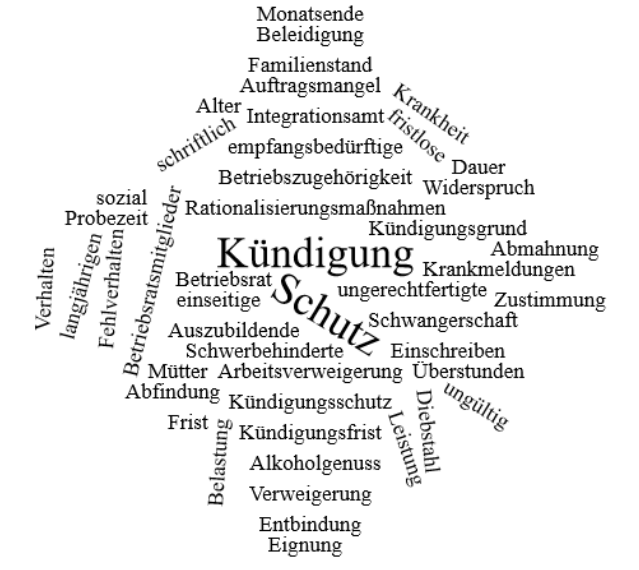 Monatsende
Beleidigung
Familienstand
Auftragsmangel
Krankheit
Alter
Integrationsamt
fristlose
schriftlich
empfangsbedürftige
Dauer
Betriebszugehörigkeit
Widerspruch
sozial
Rationalisierungsmaßnahmen
Probezeit
Betriebsratsmitglieder
Kündigungsgrund
Kündigung
Abmahnung
Verhalten
langjährigen
Fehlverhalten
Krankmeldungen
Betriebsrat
Schutz
ungerechtfertigte
einseitige
Zustimmung
Schwangerschaft
Auszubildende
Schwerbehinderte
Einschreiben
Mütter
Arbeitsverweigerung
Überstunden
Abfindung
Kündigungsschutz
ungültig
Diebstahl
Frist
Kündigungsfrist
Leistung
Belastung
Alkoholgenuss
Verweigerung
Entbindung
Eignung